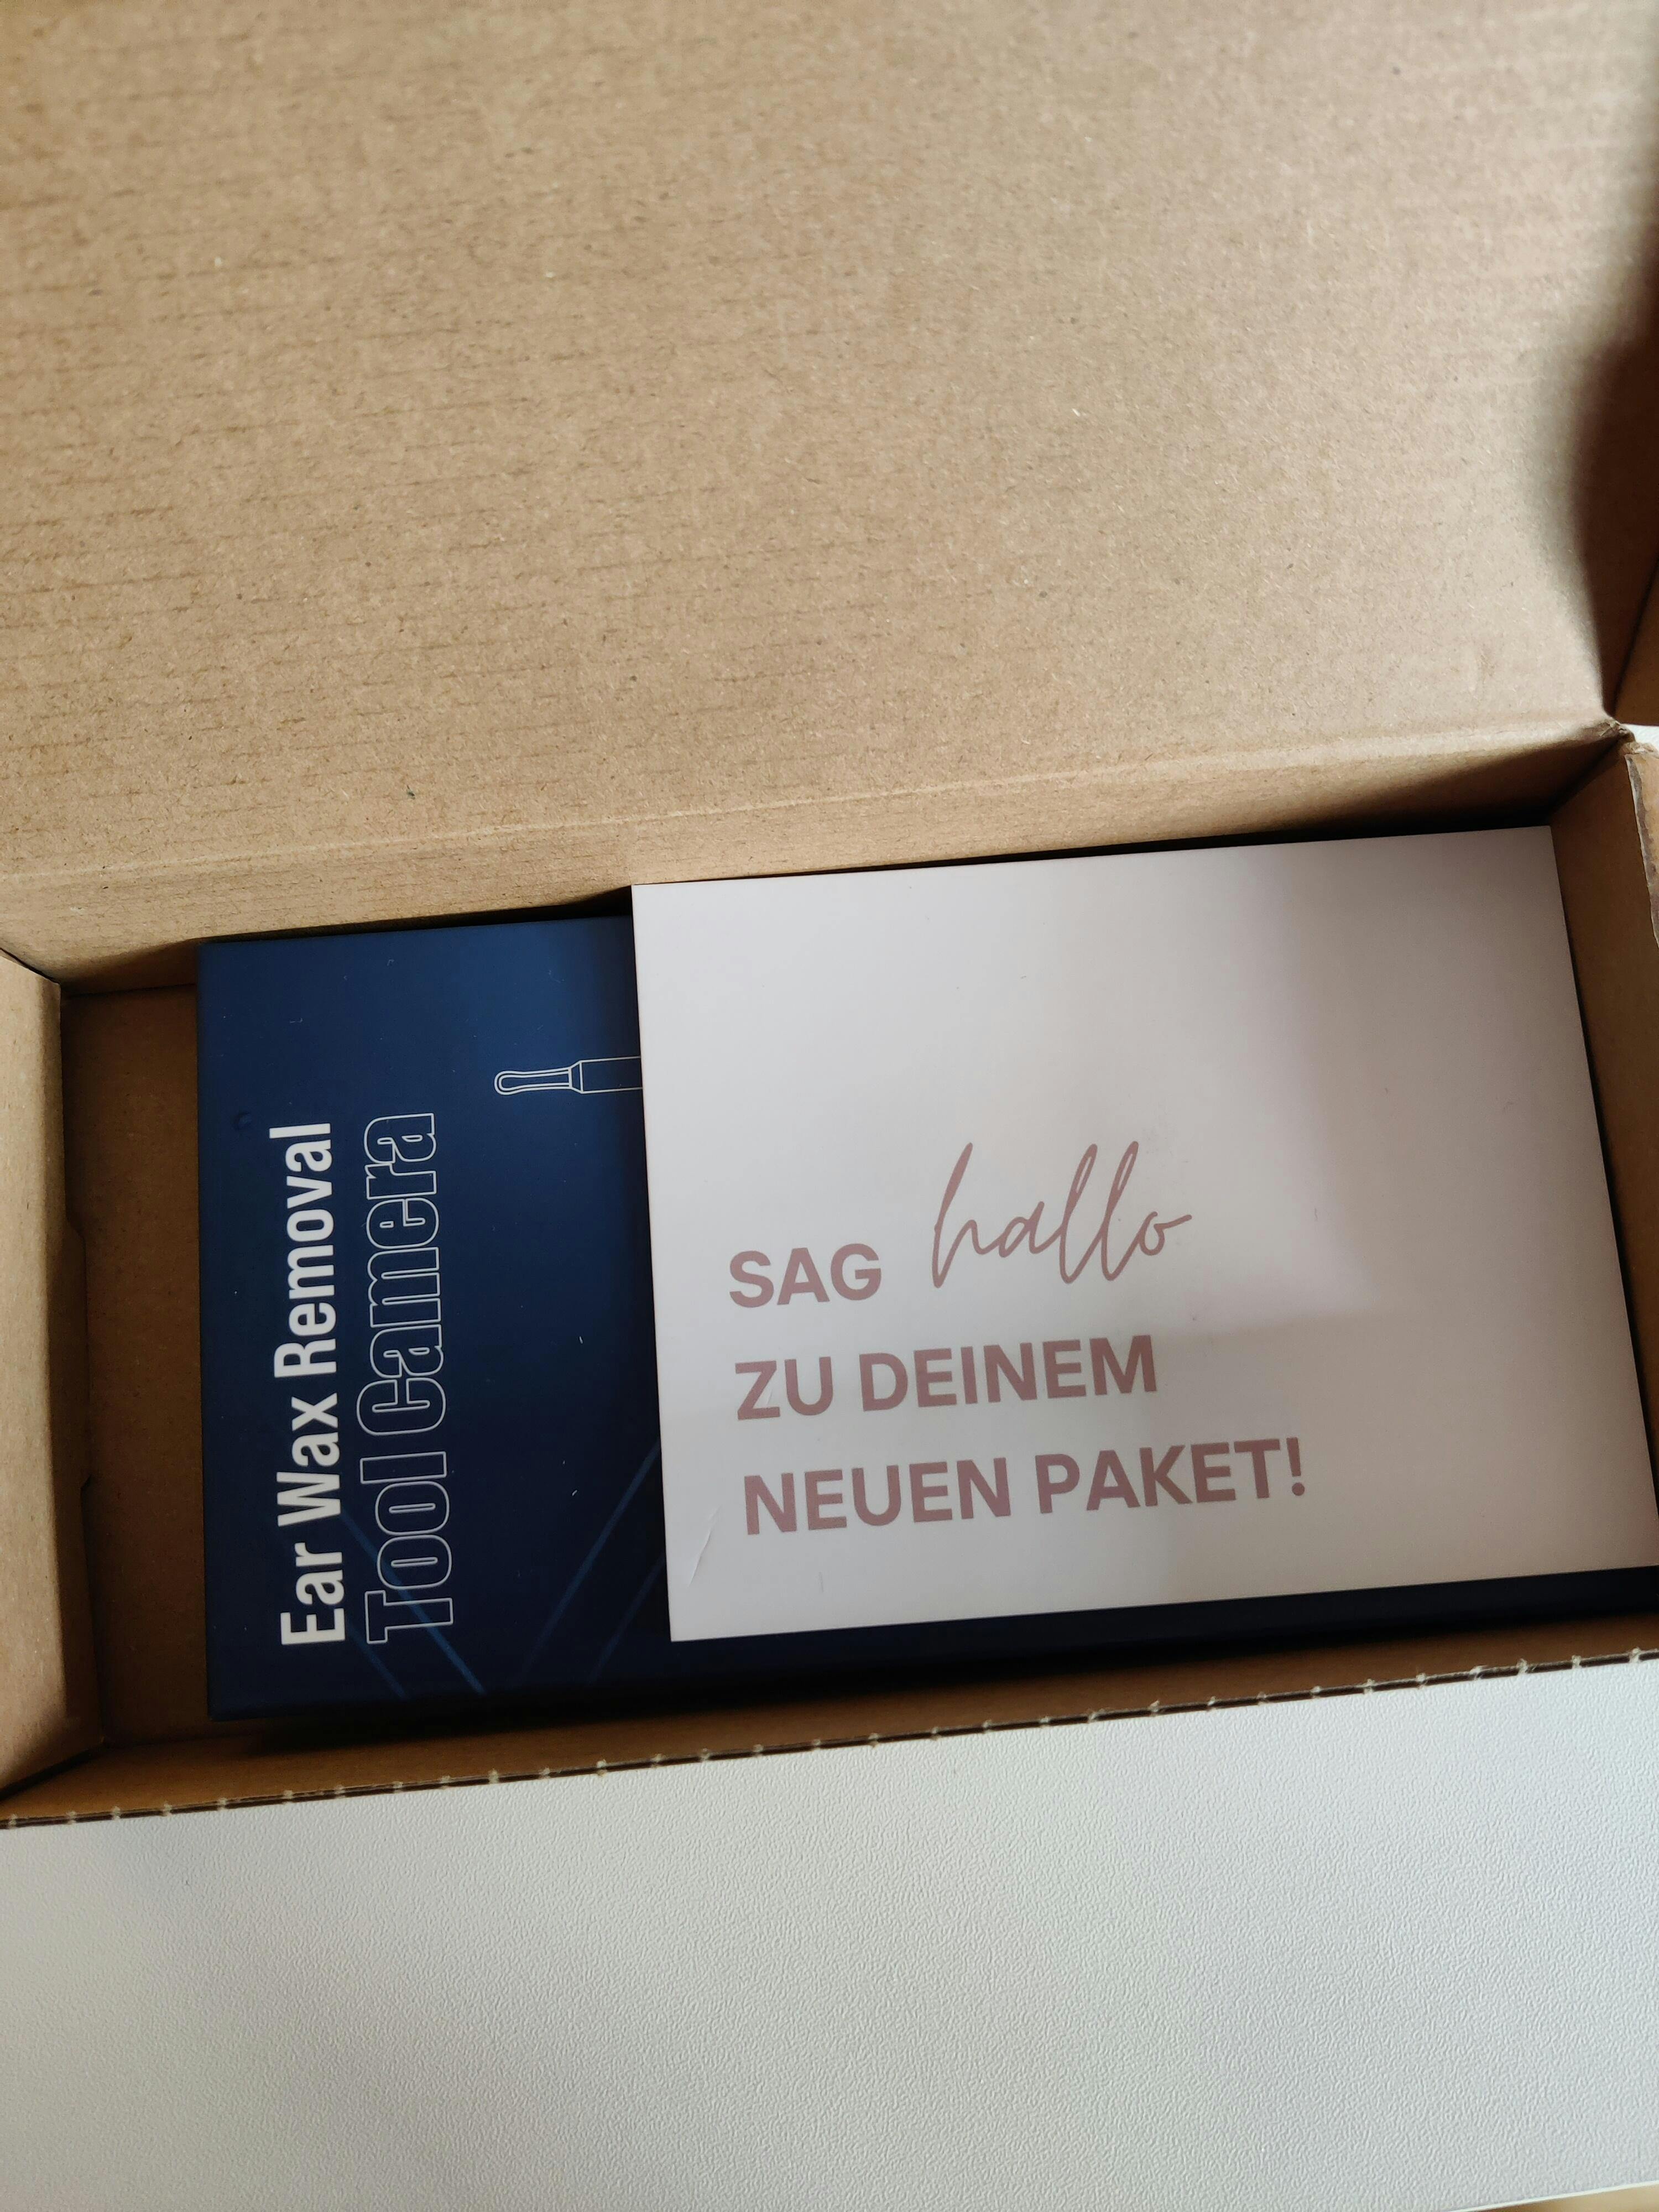 Ear Wax Removal
Tool Camera
SAG hallo
ZU DEINEM
NEUEN PAKET!